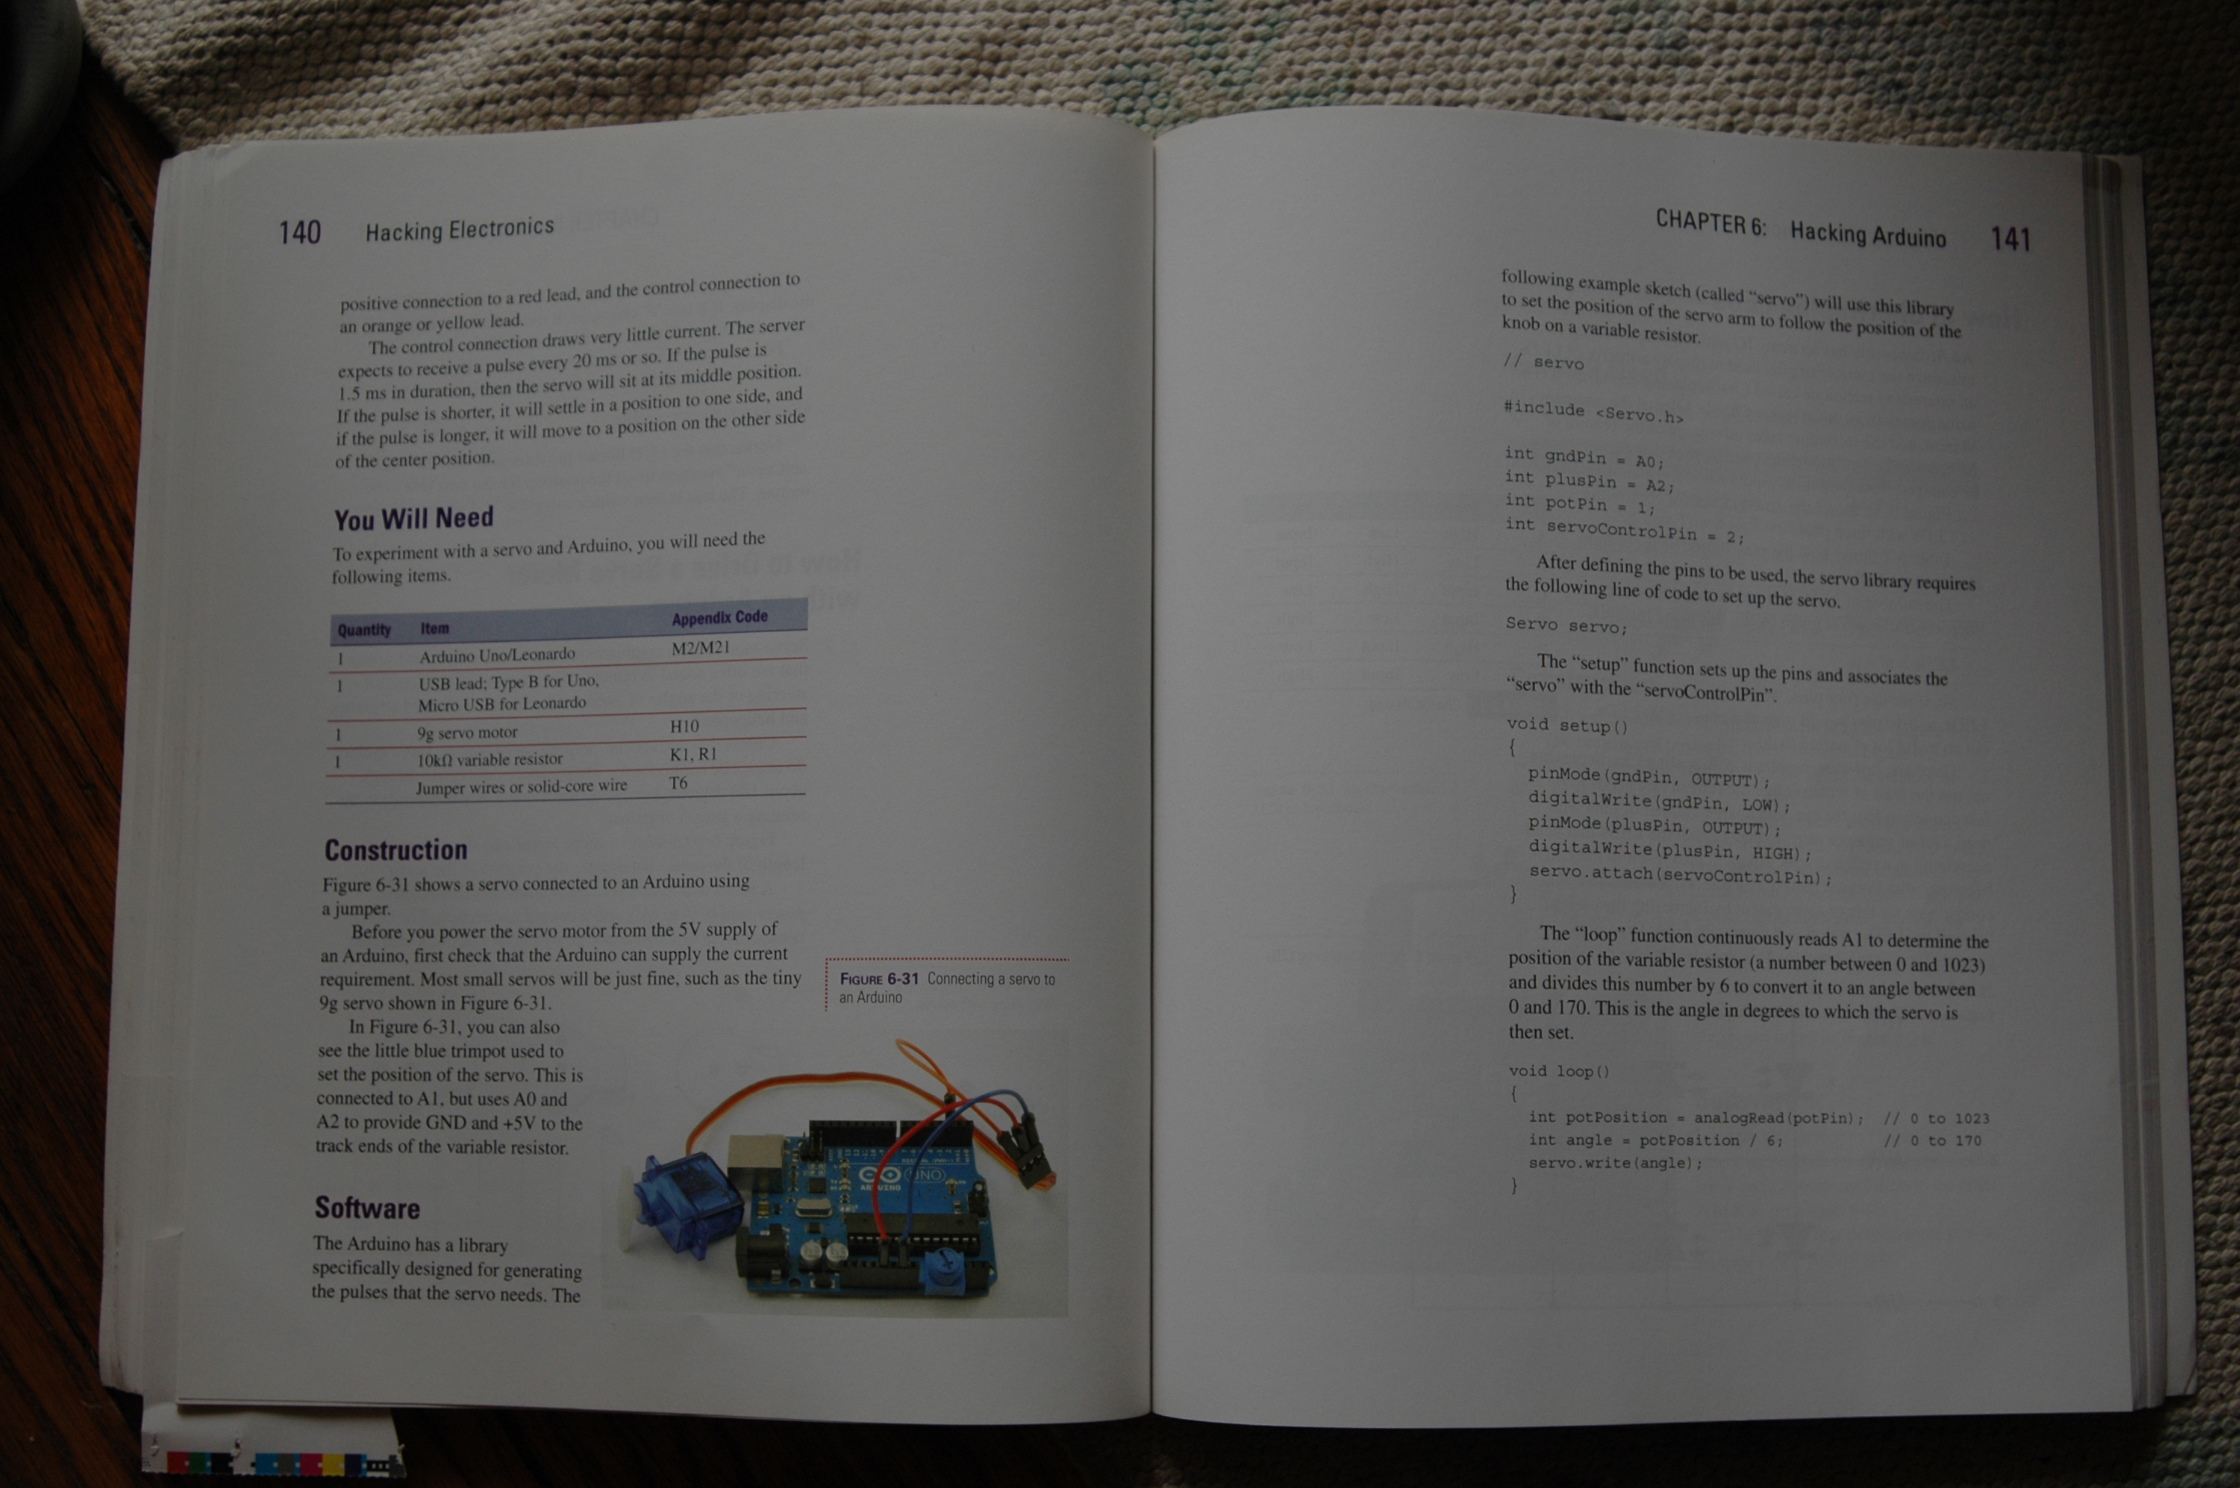 140 Hacking Electronics
positive connection to a red lead, and the control connection to
an orange or yellow lead.
The control connection draws very little current. The server
expects to receive a pulse every 20 ms or so. If the pulse is
1.5 ms in duration, then the servo will sit at its middle position.
If the pulse is shorter, it will settle in a position to one side, and
if the pulse is longer, it will move to a position on the other side
of the center position.
You Will Need
To experiment with a servo and Arduino, you will need the
following items.
Quantity Item Appendix Code
1 Arduino Uno/Leonardo M2/M21
1 USB lead; Type B for Uno,
Micro USB for Leonardo
1 9g servo motor H10
1 10kΩ variable resistor K1, R1
Jumper wires or solid-core wire T6
Construction
Figure 6-31 shows a servo connected to an Arduino using
a jumper.
Before you power the servo motor from the 5V supply of
an Arduino, first check that the Arduino can supply the current
requirement. Most small servos will be just fine, such as the tiny
9g servo shown in Figure 6-31.
In Figure 6-31, you can also
see the little blue trimpot used to
set the position of the servo. This is
connected to A1, but uses A0 and
A2 to provide GND and +5V to the
track ends of the variable resistor.
Software
The Arduino has a library
specifically designed for generating
the pulses that the servo needs. The
FIGURE 6-31 Connecting a servo to
an Arduino
UNO
ARDUINO
CHAPTER 6: Hacking Arduino 141
following example sketch (called “servo”) will use this library
to set the position of the servo arm to follow the position of the
knob on a variable resistor.
// servo
#include <Servo.h>
int gndPin = A0;
int plusPin = A2;
int potPin = 1;
int servoControlPin = 2;
After defining the pins to be used, the servo library requires
the following line of code to set up the servo.
Servo servo;
The “setup” function sets up the pins and associates the
“servo” with the “servoControlPin”.
void setup()
{
pinMode(gndPin, OUTPUT);
digitalWrite(gndPin, LOW);
pinMode(plusPin, OUTPUT);
digitalWrite(plusPin, HIGH);
servo.attach(servoControlPin);
}
The “loop” function continuously reads A1 to determine the
position of the variable resistor (a number between 0 and 1023)
and divides this number by 6 to convert it to an angle between
0 and 170. This is the angle in degrees to which the servo is
then set.
void loop()
{
int potPosition = analogRead(potPin); // 0 to 1023
int angle = potPosition / 6; // 0 to 170
servo.write(angle);
}